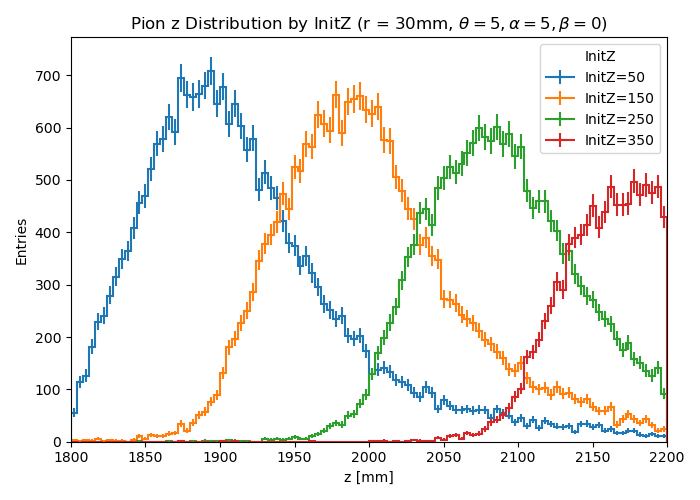 Pion z Distribution by InitZ (r = 30mm, θ = 5, α = 5, β = 0)
700
600
500
400
300
200
100
0
Entries
InitZ
InitZ=50
InitZ=150
InitZ=250
InitZ=350
1800 1850 1900 1950 2000 2050 2100 2150 2200
z [mm]